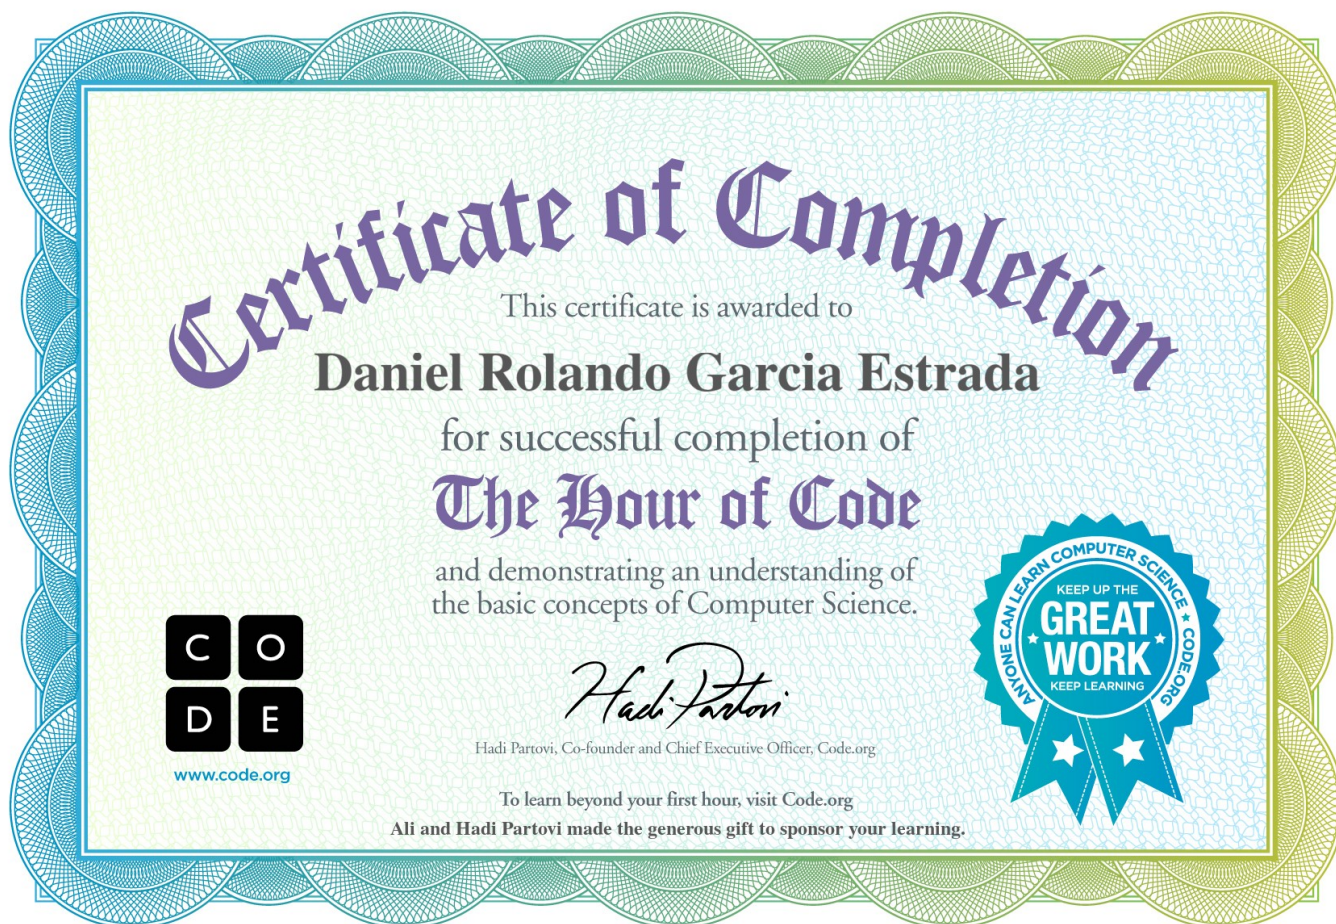 Certificate of Completion
This certificate is awarded to
Daniel Rolando Garcia Estrada
for successful completion of
The Hour of Code
and demonstrating an understanding of
the basic concepts of Computer Science.
C O
D E
www.code.org
Hadi Partovi
Hadi Partovi, Co-founder and Chief Executive Officer, Code.org
ANYONE CAN LEARN COMPUTER SCIENCE ★ CODE.ORG
KEEP UP THE
GREAT
WORK
KEEP LEARNING
To learn beyond your first hour, visit Code.org
Ali and Hadi Partovi made the generous gift to sponsor your learning.